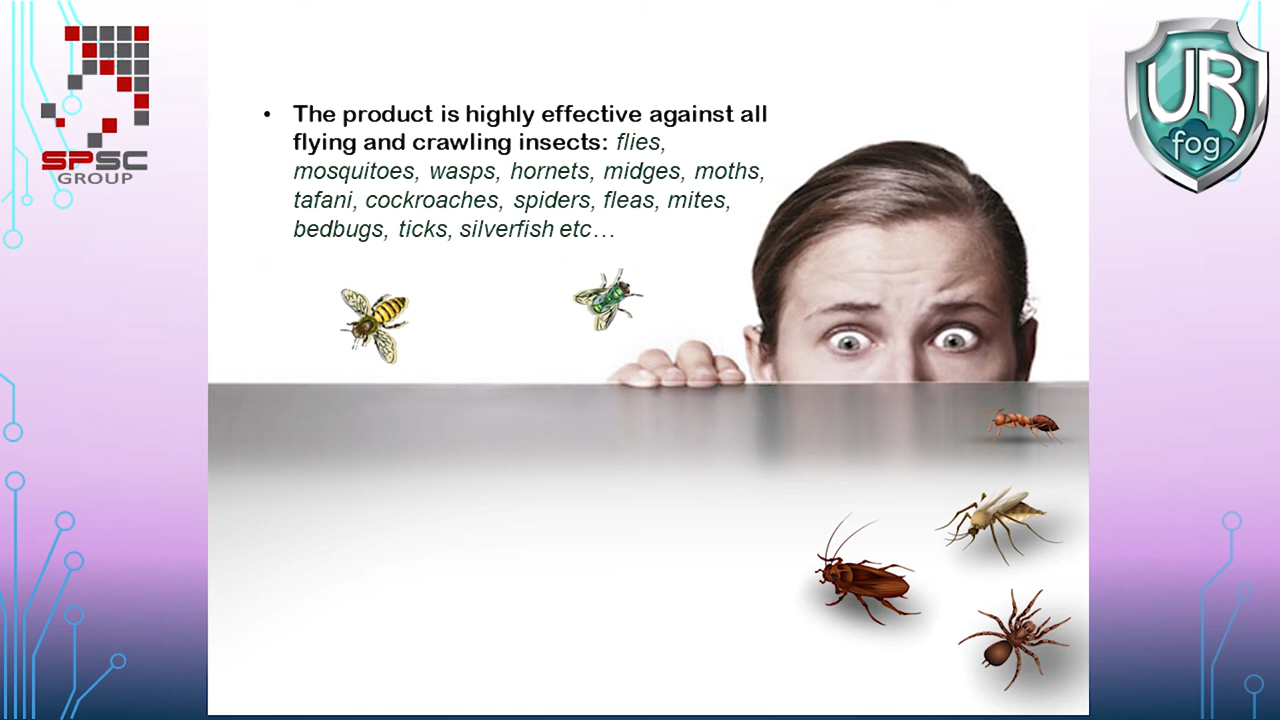 SPSC
GROUP
UR
fog
• The product is highly effective against all
flying and crawling insects: flies,
mosquitoes, wasps, hornets, midges, moths,
tafani, cockroaches, spiders, fleas, mites,
bedbugs, ticks, silverfish etc…